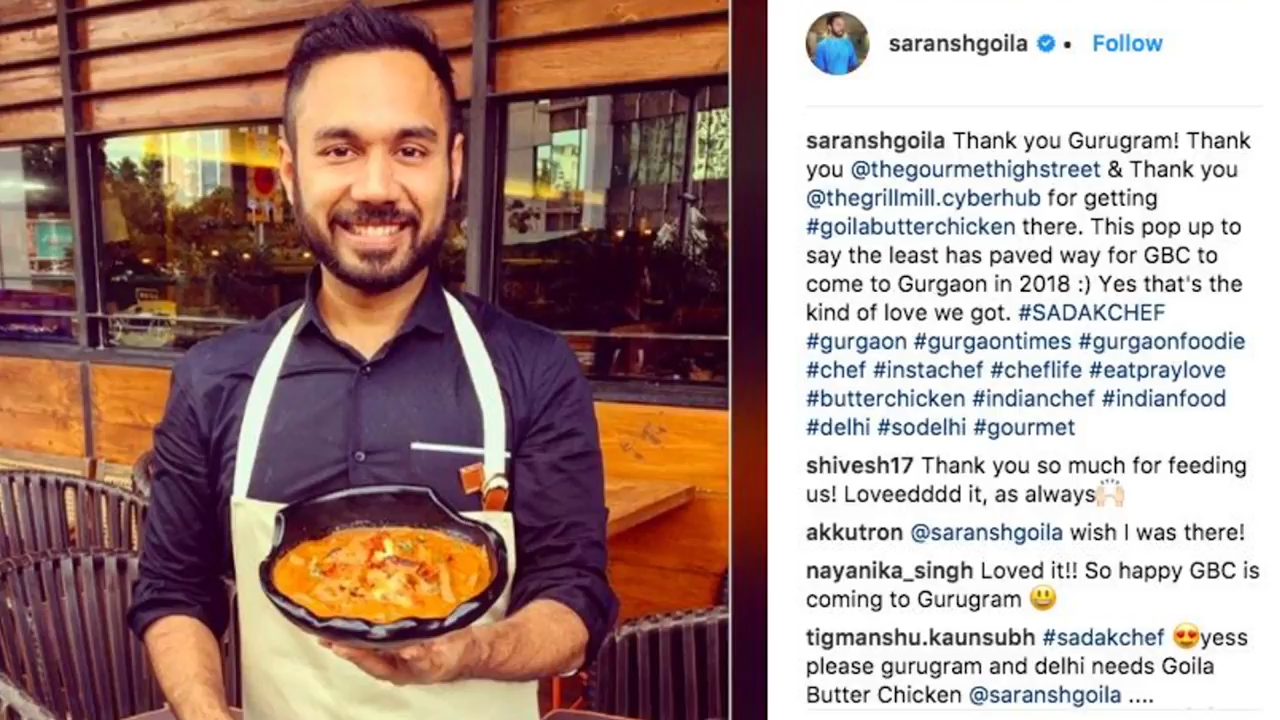 saranshgoila • Follow
saranshgoila Thank you Gurugram! Thank
you @thegourmethighstreet & Thank you
@thegrillmill.cyberhub for getting
#goilabutterchicken there. This pop up to
say the least has paved way for GBC to
come to Gurgaon in 2018 :) Yes that's the
kind of love we got. #SADAKCHEF
#gurgaon #gurgaontimes #gurgaonfoodie
#chef #instachef #cheflife #eatpraylove
#butterchicken #indianchef #indianfood
#delhi #sodelhi #gourmet
shivesh17 Thank you so much for feeding
us! Loveedddd it, as always🙌🏻
akkutron @saranshgoila wish I was there!
nayanika_singh Loved it!! So happy GBC is
coming to Gurugram 😃
tigmanshu.kaunsubh #sadakchef 😍yess
please gurugram and delhi needs Goila
Butter Chicken @saranshgoila ....